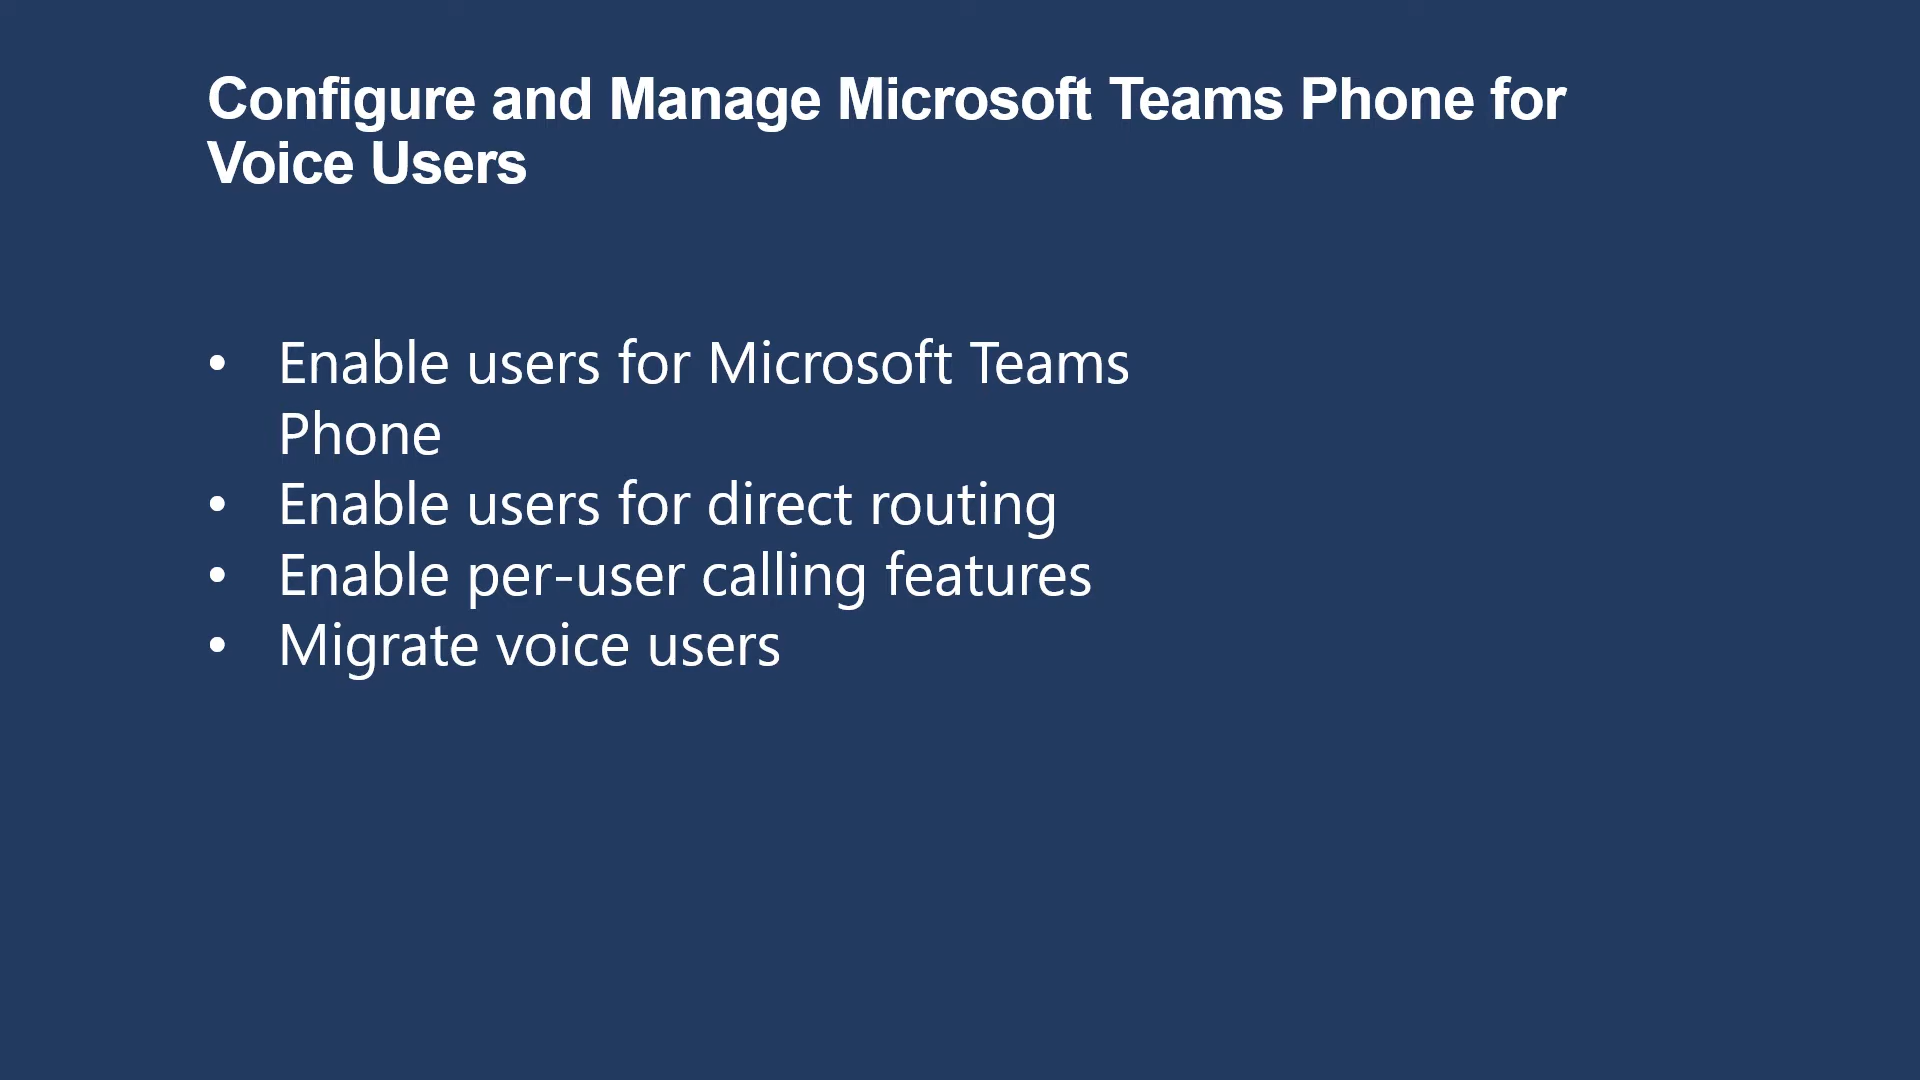 Configure and Manage Microsoft Teams Phone for
Voice Users
• Enable users for Microsoft Teams
Phone
• Enable users for direct routing
• Enable per-user calling features
• Migrate voice users